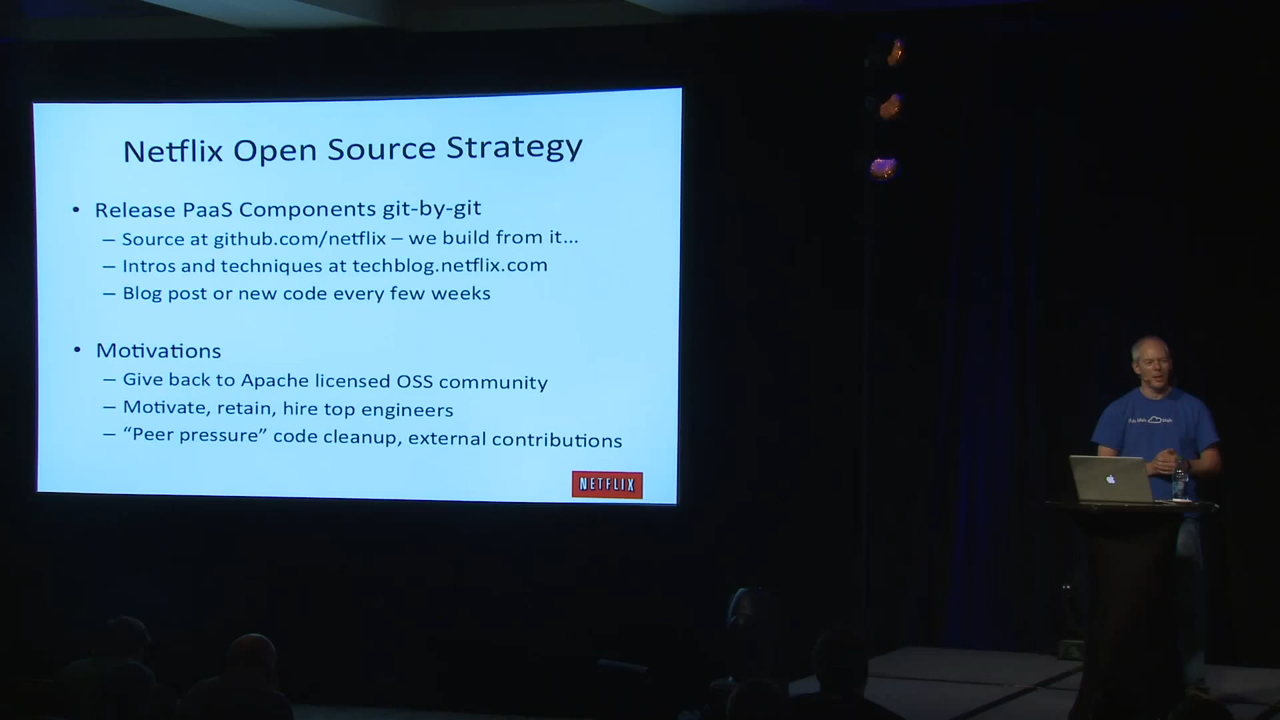 Netflix Open Source Strategy
• Release PaaS Components git-by-git
– Source at github.com/netflix – we build from it...
– Intros and techniques at techblog.netflix.com
– Blog post or new code every few weeks
• Motivations
– Give back to Apache licensed OSS community
– Motivate, retain, hire top engineers
– “Peer pressure” code cleanup, external contributions
NETFLIX